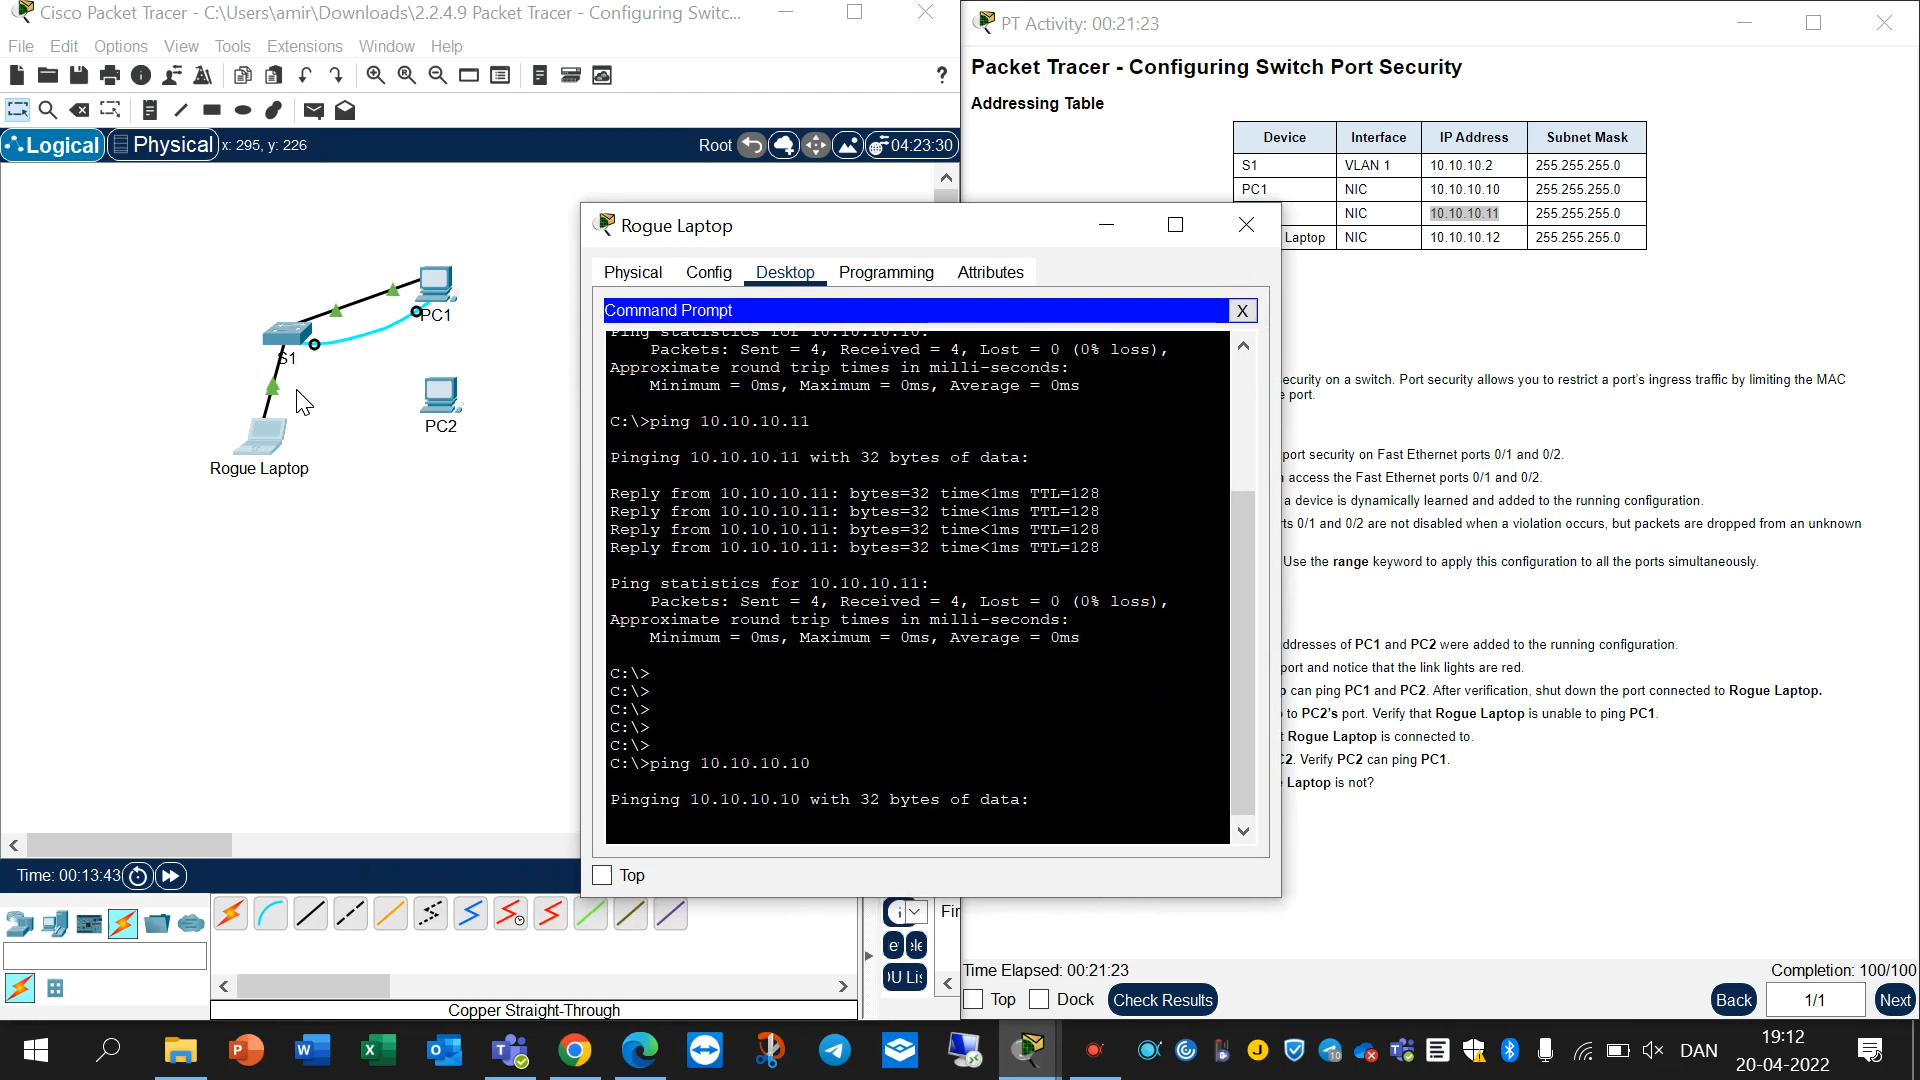 Cisco Packet Tracer - C:\Users\amir\Downloads\2.2.4.9 Packet Tracer - Configuring Switc...
File Edit Options View Tools Extensions Window Help
Logical Physical x: 295, y: 226
Root 04:23:30
PC1
S1
PC2
Rogue Laptop
Time: 00:13:43
Copper Straight-Through
Rogue Laptop
Physical Config Desktop Programming Attributes
Command Prompt
X
Ping statistics for 10.10.10.10:
Packets: Sent = 4, Received = 4, Lost = 0 (0% loss),
Approximate round trip times in milli-seconds:
Minimum = 0ms, Maximum = 0ms, Average = 0ms
C:\>ping 10.10.10.11
Pinging 10.10.10.11 with 32 bytes of data:
Reply from 10.10.10.11: bytes=32 time<1ms TTL=128
Reply from 10.10.10.11: bytes=32 time<1ms TTL=128
Reply from 10.10.10.11: bytes=32 time<1ms TTL=128
Reply from 10.10.10.11: bytes=32 time<1ms TTL=128
Ping statistics for 10.10.10.11:
Packets: Sent = 4, Received = 4, Lost = 0 (0% loss),
Approximate round trip times in milli-seconds:
Minimum = 0ms, Maximum = 0ms, Average = 0ms
C:\>
C:\>
C:\>
C:\>
C:\>
C:\>ping 10.10.10.10
Pinging 10.10.10.10 with 32 bytes of data:
Top
PT Activity: 00:21:23
Packet Tracer - Configuring Switch Port Security
Addressing Table
Device Interface IP Address Subnet Mask
S1 VLAN 1 10.10.10.2 255.255.255.0
PC1 NIC 10.10.10.10 255.255.255.0
NIC 10.10.10.11 255.255.255.0
Laptop NIC 10.10.10.12 255.255.255.0
ecurity on a switch. Port security allows you to restrict a port's ingress traffic by limiting the MAC
port.
port security on Fast Ethernet ports 0/1 and 0/2.
access the Fast Ethernet ports 0/1 and 0/2.
a device is dynamically learned and added to the running configuration.
ts 0/1 and 0/2 are not disabled when a violation occurs, but packets are dropped from an unknown
Use the range keyword to apply this configuration to all the ports simultaneously.
ddresses of PC1 and PC2 were added to the running configuration.
port and notice that the link lights are red.
can ping PC1 and PC2. After verification, shut down the port connected to Rogue Laptop.
to PC2's port. Verify that Rogue Laptop is unable to ping PC1.
Rogue Laptop is connected to.
2. Verify PC2 can ping PC1.
Laptop is not?
Time Elapsed: 00:21:23
Completion: 100/100
Top Dock Check Results
Back 1/1 Next
19:12
DAN
20-04-2022